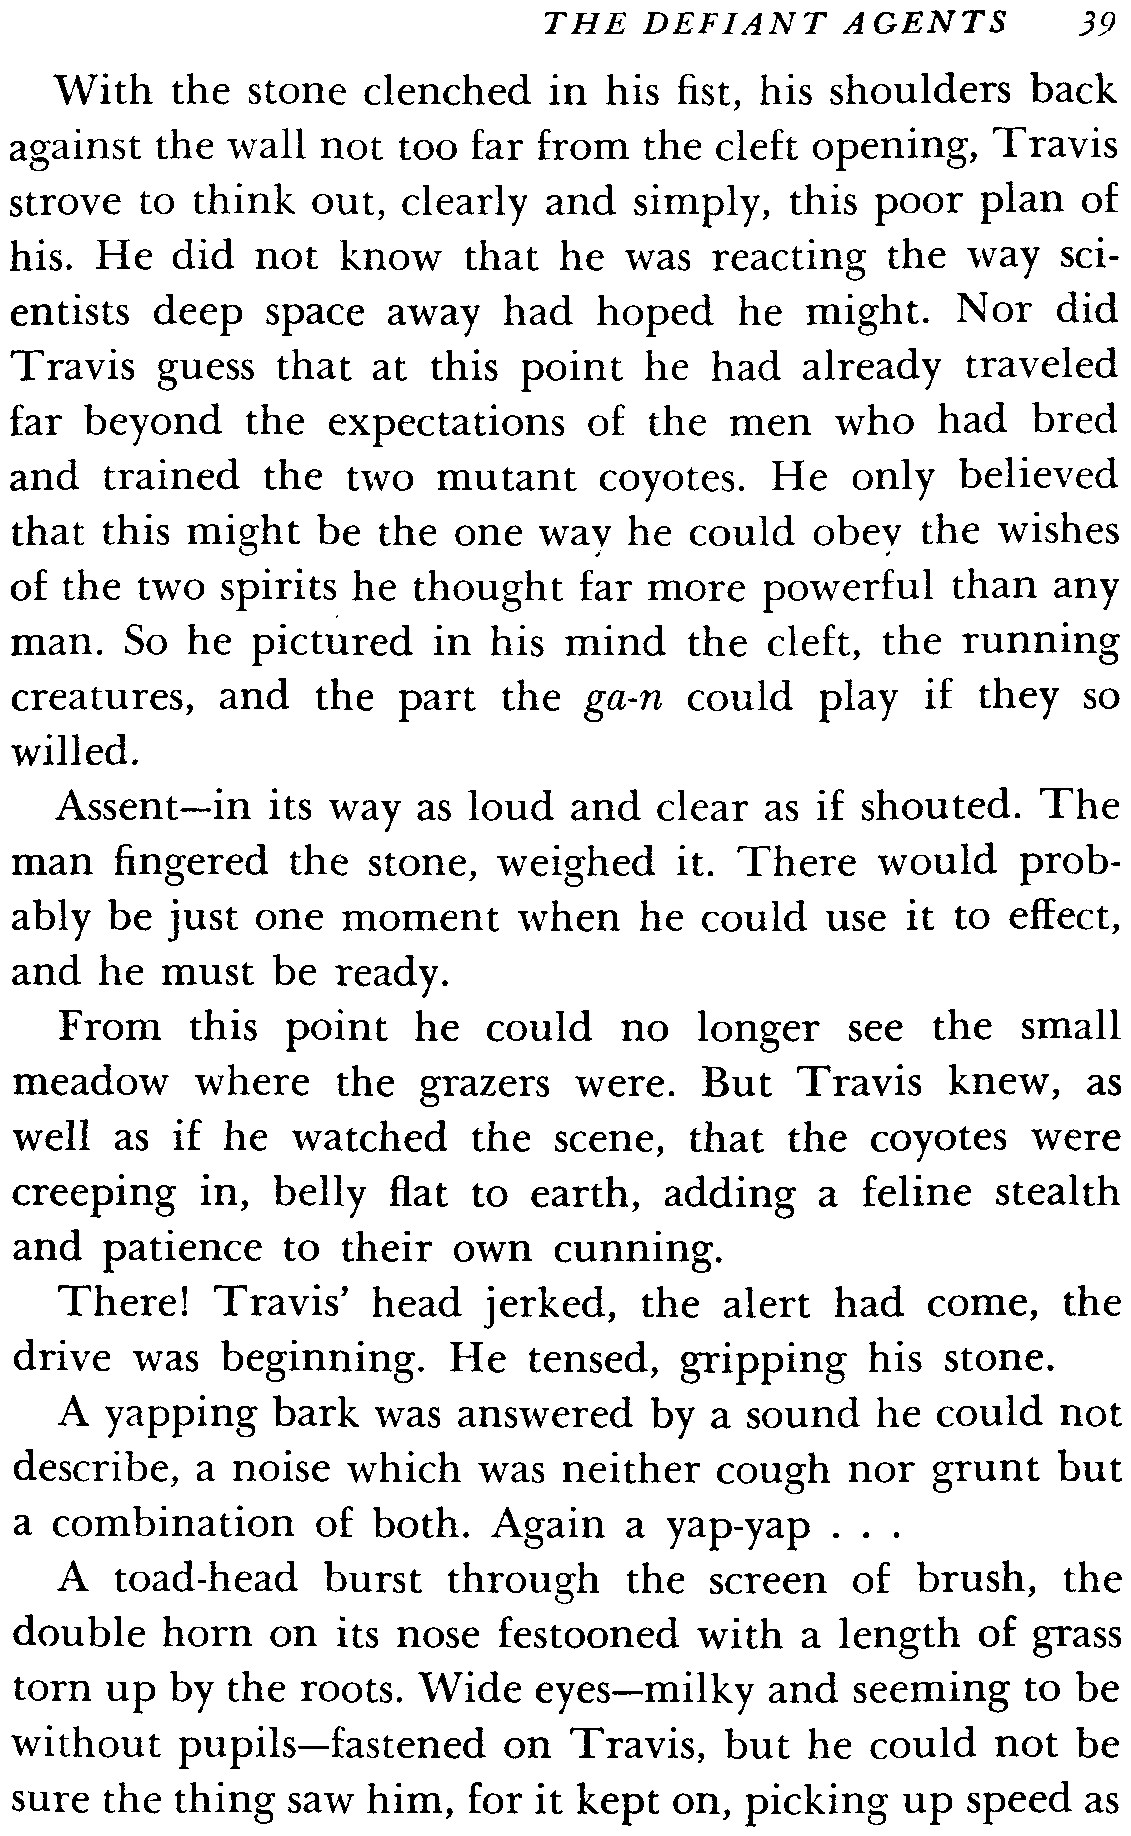 THE DEFIANT AGENTS 39
With the stone clenched in his fist, his shoulders back
against the wall not too far from the cleft opening, Travis
strove to think out, clearly and simply, this poor plan of
his. He did not know that he was reacting the way sci-
entists deep space away had hoped he might. Nor did
Travis guess that at this point he had already traveled
far beyond the expectations of the men who had bred
and trained the two mutant coyotes. He only believed
that this might be the one way he could obey the wishes
of the two spirits he thought far more powerful than any
man. So he pictured in his mind the cleft, the running
creatures, and the part the ga-n could play if they so
willed.
Assent—in its way as loud and clear as if shouted. The
man fingered the stone, weighed it. There would prob-
ably be just one moment when he could use it to effect,
and he must be ready.
From this point he could no longer see the small
meadow where the grazers were. But Travis knew, as
well as if he watched the scene, that the coyotes were
creeping in, belly flat to earth, adding a feline stealth
and patience to their own cunning.
There! Travis' head jerked, the alert had come, the
drive was beginning. He tensed, gripping his stone.
A yapping bark was answered by a sound he could not
describe, a noise which was neither cough nor grunt but
a combination of both. Again a yap-yap . . .
A toad-head burst through the screen of brush, the
double horn on its nose festooned with a length of grass
torn up by the roots. Wide eyes—milky and seeming to be
without pupils—fastened on Travis, but he could not be
sure the thing saw him, for it kept on, picking up speed as